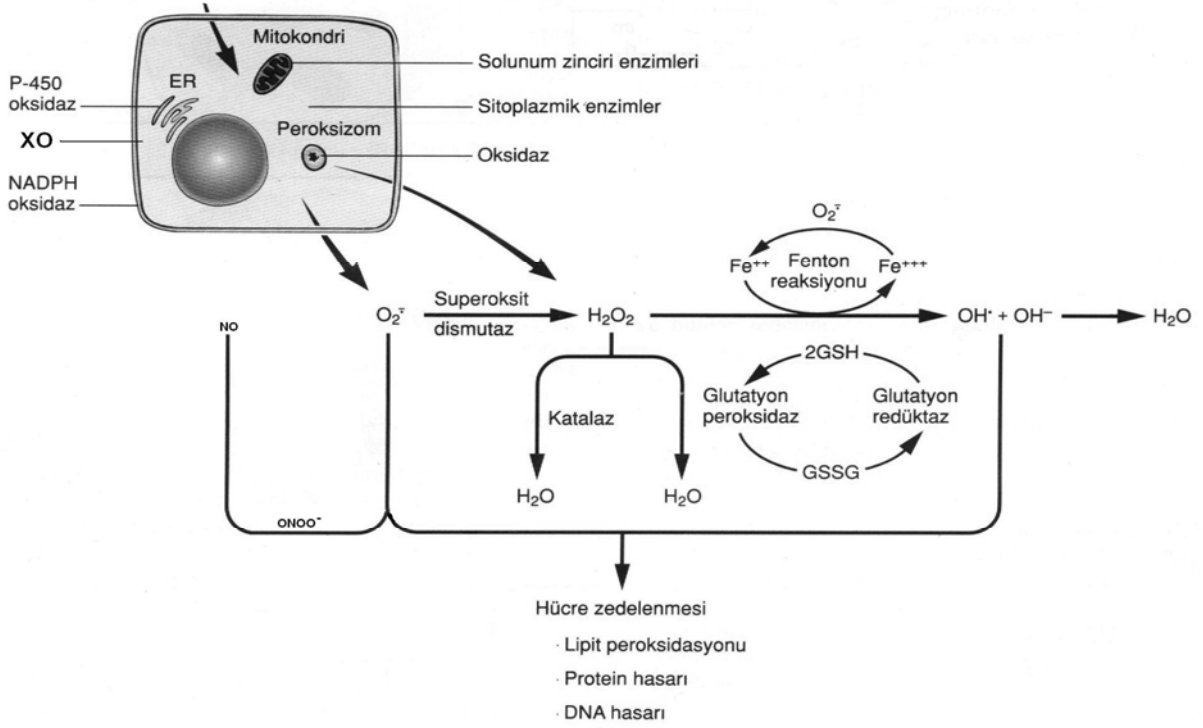 Mitokondri
Solunum zinciri enzimleri
P-450
oksidaz
ER
Sitoplazmik enzimler
XO
Peroksizom
Oksidaz
NADPH
oksidaz
O₂⁻̇
Fe⁺⁺
Fenton
reaksiyonu
Fe⁺⁺⁺
NO
O₂⁻̇
Superoksit
dismutaz
H₂O₂
OH˙ + OH⁻
H₂O
2GSH
Glutatyon
peroksidaz
Glutatyon
redüktaz
GSSG
Katalaz
H₂O
H₂O
ONOO⁻
Hücre zedelenmesi
· Lipit peroksidasyonu
· Protein hasarı
· DNA hasarı